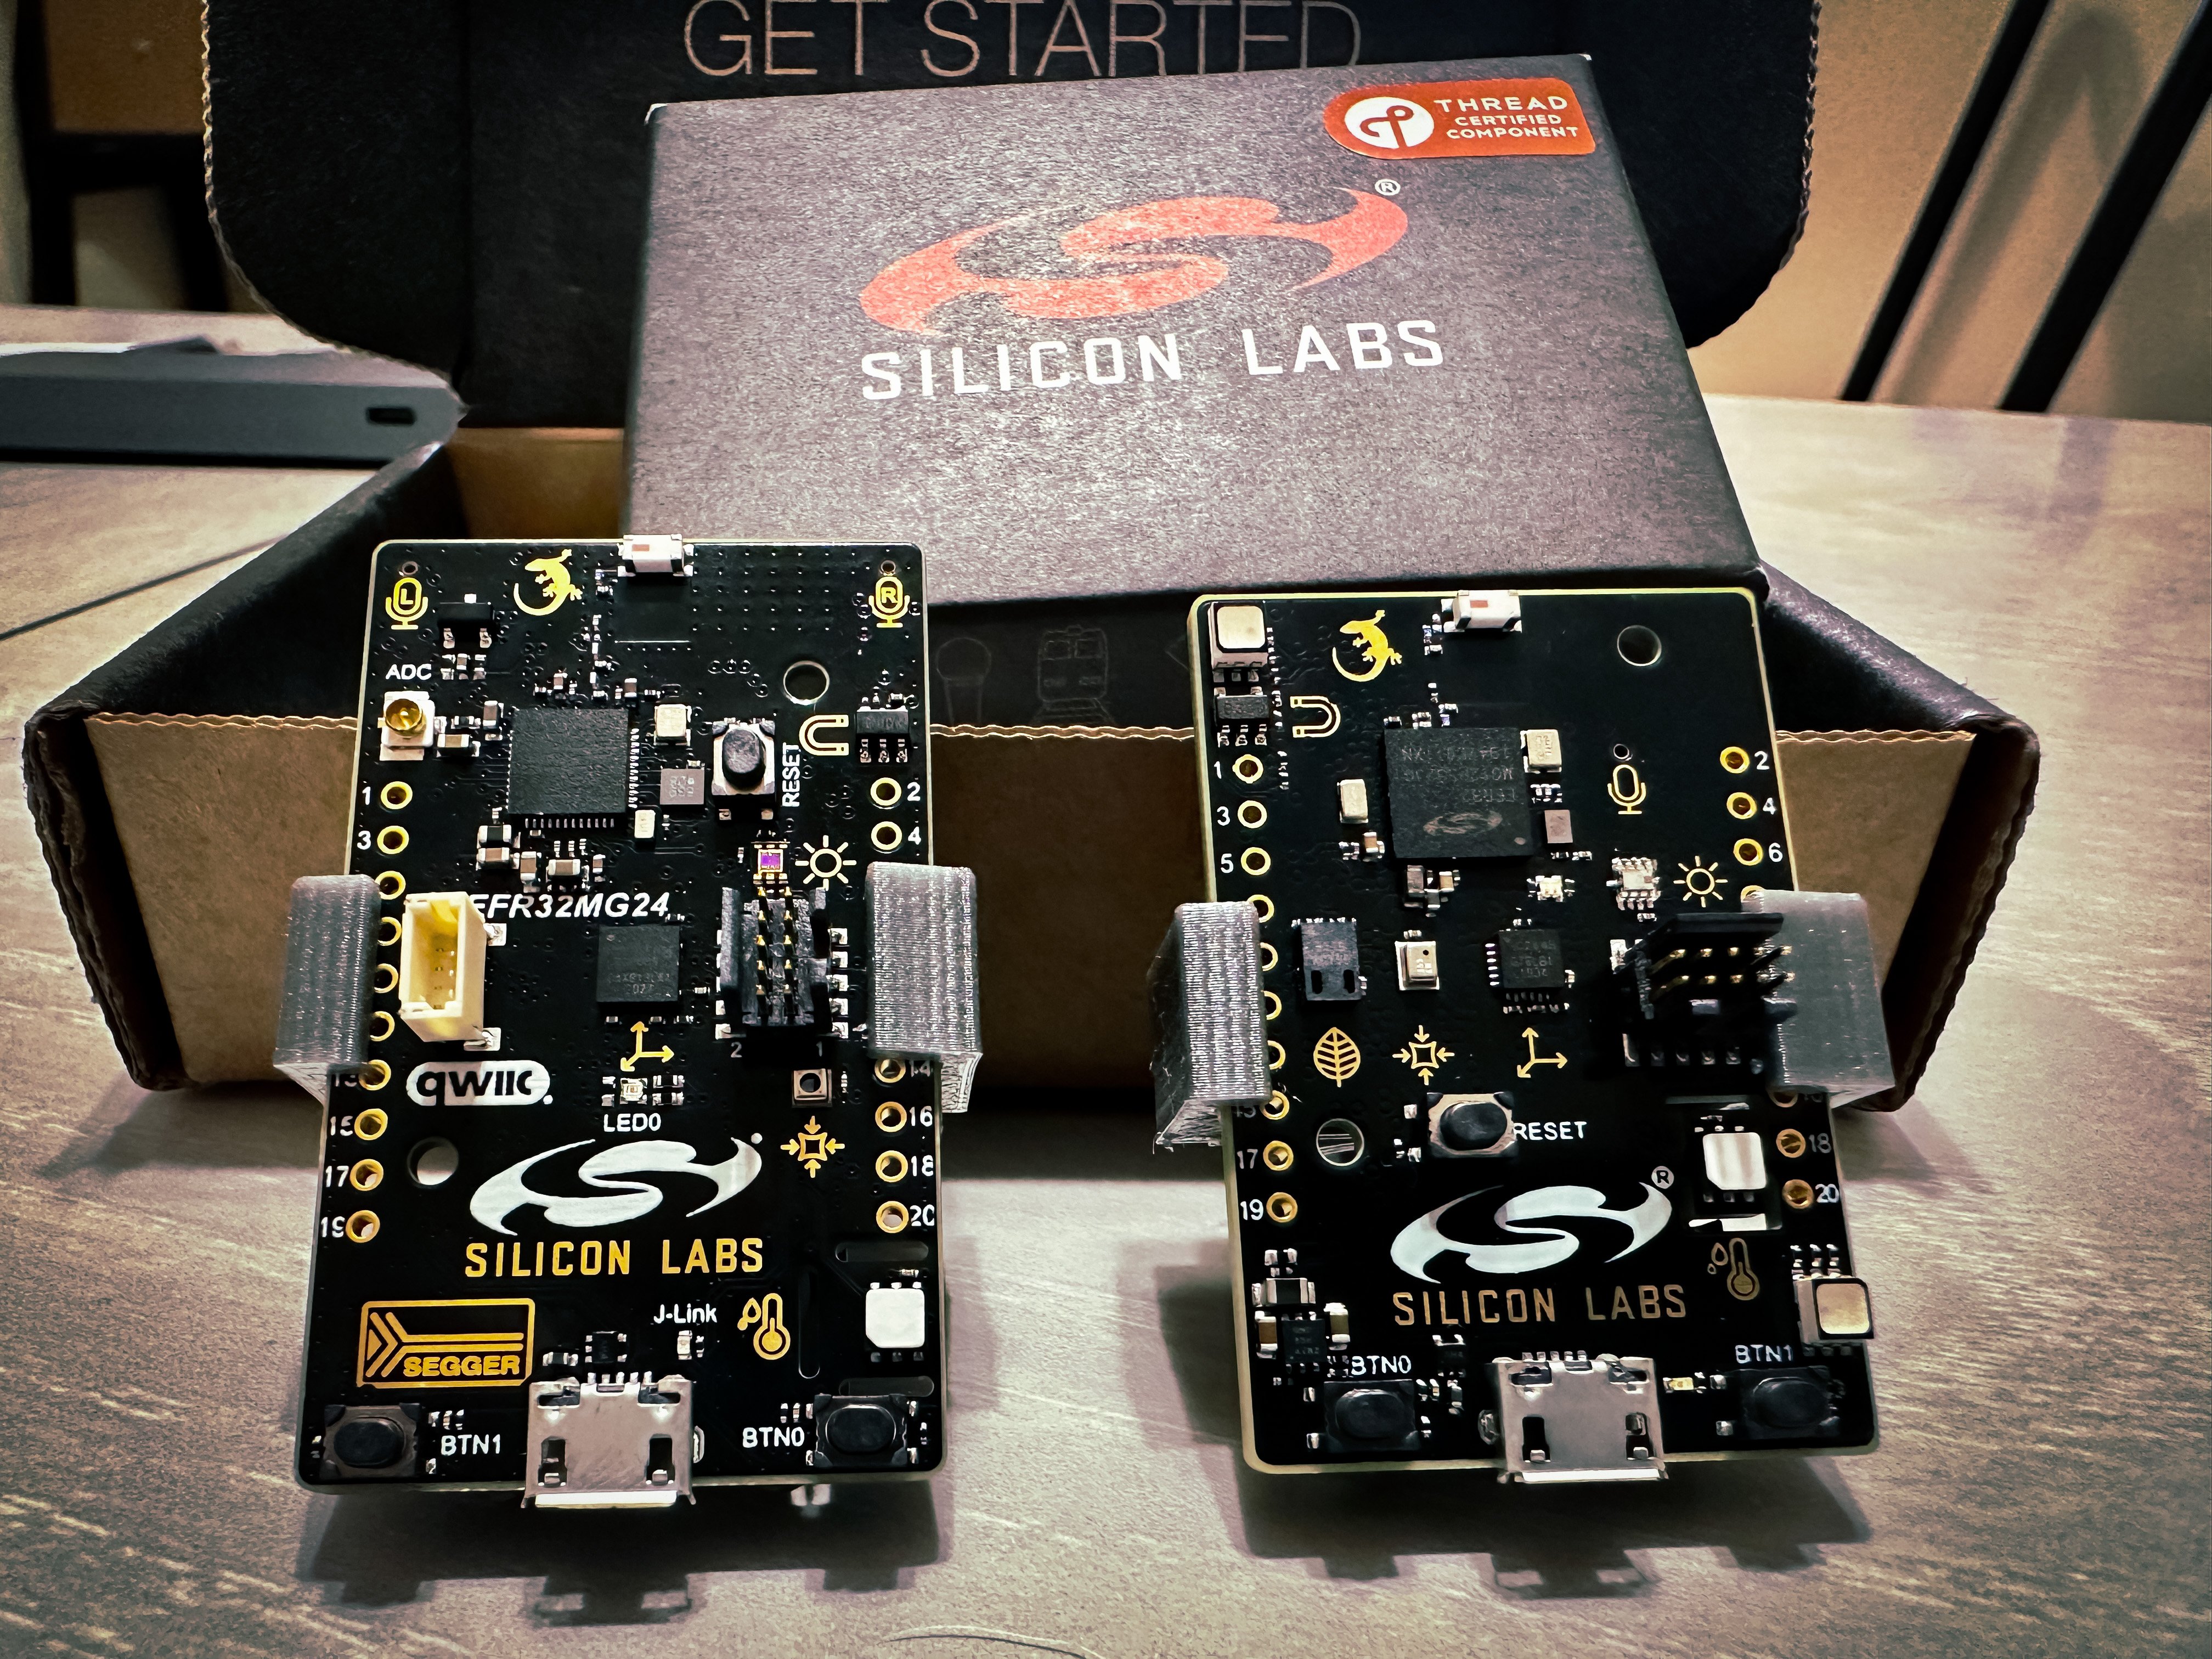 GET STARTED
THREAD
CERTIFIED
COMPONENT
®
SILICON LABS
L
R
ADC
RESET
1
2
3
4
EFR32MG24
2
1
qwiic
14
LED0
15
16
17
18
19
20
SILICON LABS
J-Link
SEGGER
BTN1
BTN0
1
2
3
4
5
6
RESET
17
18
19
20
®
SILICON LABS
BTN0
BTN1